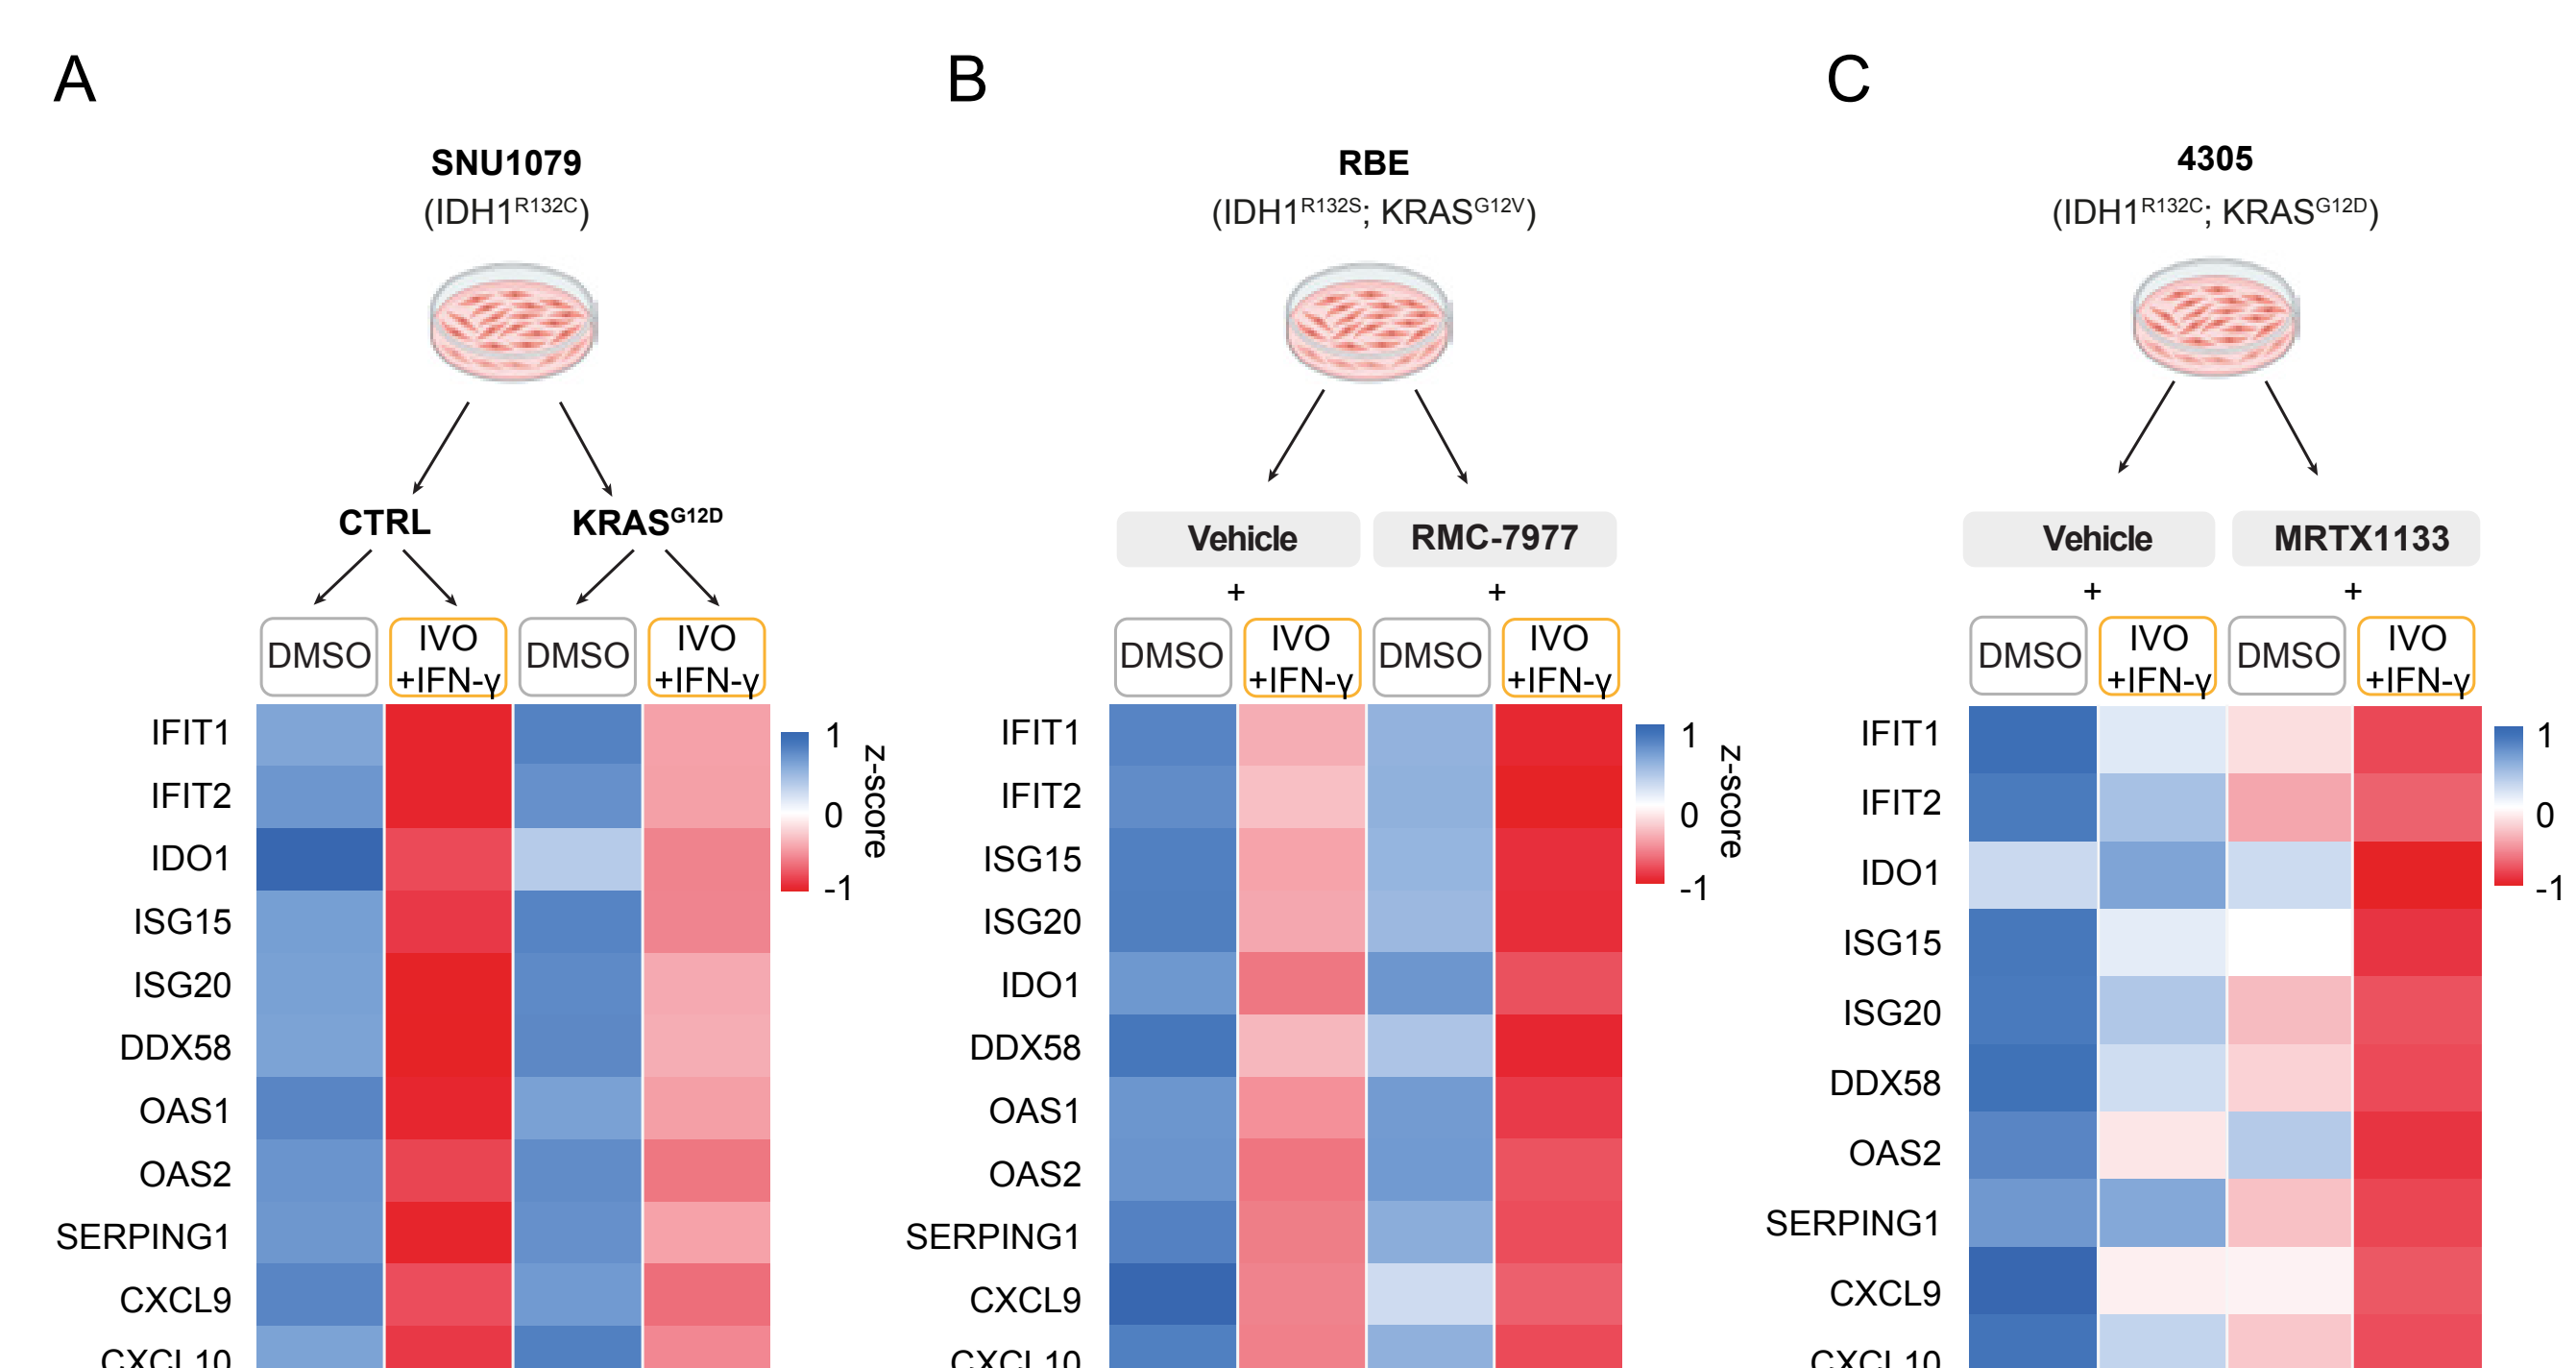 A
SNU1079
(IDH1R132C)
CTRL
KRASG12D
DMSO
IVO
+IFN-γ
DMSO
IVO
+IFN-γ
IFIT1
IFIT2
IDO1
ISG15
ISG20
DDX58
OAS1
OAS2
SERPING1
CXCL9
CXCL10
1
0
-1
z-score
B
RBE
(IDH1R132S; KRASG12V)
Vehicle
RMC-7977
+
+
DMSO
IVO
+IFN-γ
DMSO
IVO
+IFN-γ
IFIT1
IFIT2
ISG15
ISG20
IDO1
DDX58
OAS1
OAS2
SERPING1
CXCL9
CXCL10
1
0
-1
z-score
C
4305
(IDH1R132C; KRASG12D)
Vehicle
MRTX1133
+
+
DMSO
IVO
+IFN-γ
DMSO
IVO
+IFN-γ
IFIT1
IFIT2
IDO1
ISG15
ISG20
DDX58
OAS2
SERPING1
CXCL9
CXCL10
1
0
-1